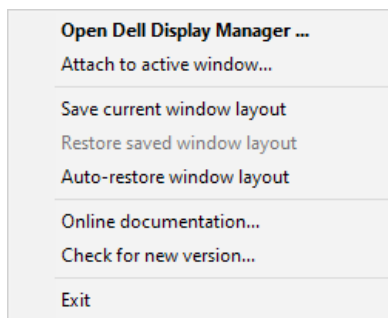 Open Dell Display Manager ...
Attach to active window...
Save current window layout
Restore saved window layout
Auto-restore window layout
Online documentation...
Check for new version...
Exit